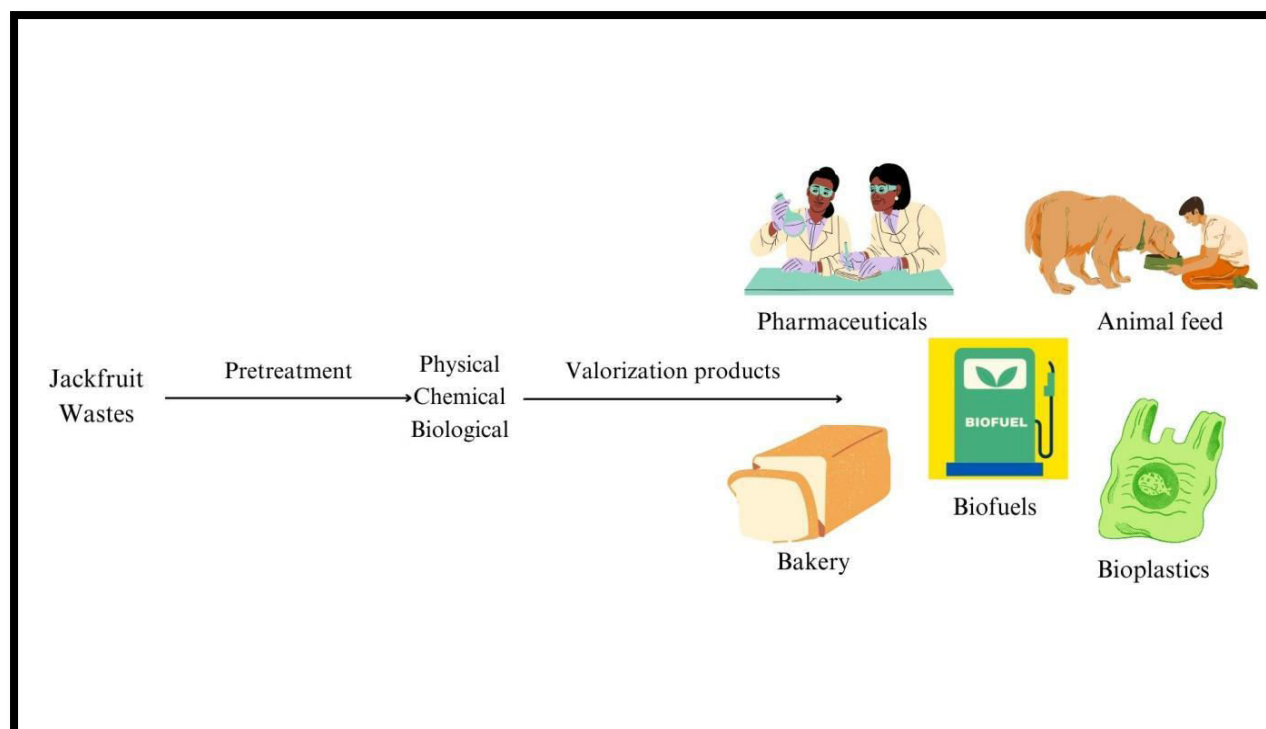 Jackfruit
Wastes
Pretreatment
Physical
Chemical
Biological
Valorization products
Pharmaceuticals
Animal feed
BIOFUEL
Biofuels
Bakery
Bioplastics